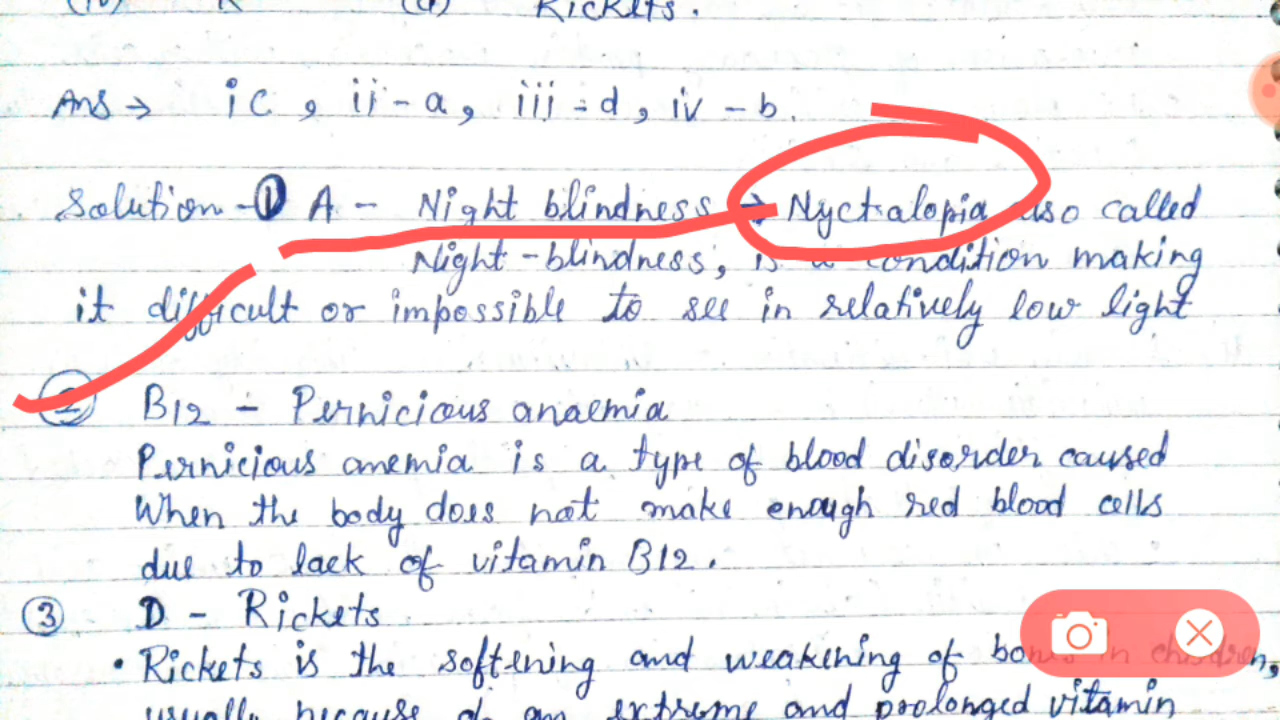 (iv) K (d) Rickets.
Ans → i c, ii - a, iii = d, iv - b.
Solution - 1 A - Night blindness → Nyctalopia also called
Night - blindness, is a condition making
it difficult or impossible to see in relatively low light
2 B12 - Pernicious anaemia
Pernicious anemia is a type of blood disorder caused
When the body does not make enough red blood cells
due to lack of vitamin B12.
3 D - Rickets
• Rickets is the softening and weakening of bones in children,
usually because of an extreme and prolonged vitamin